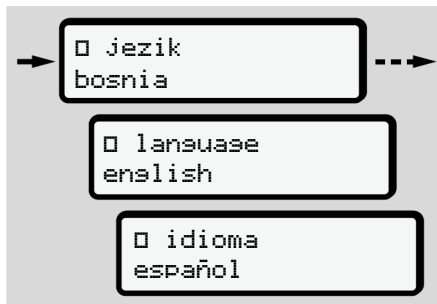 □ jezik
bosnia
□ language
english
□ idioma
español